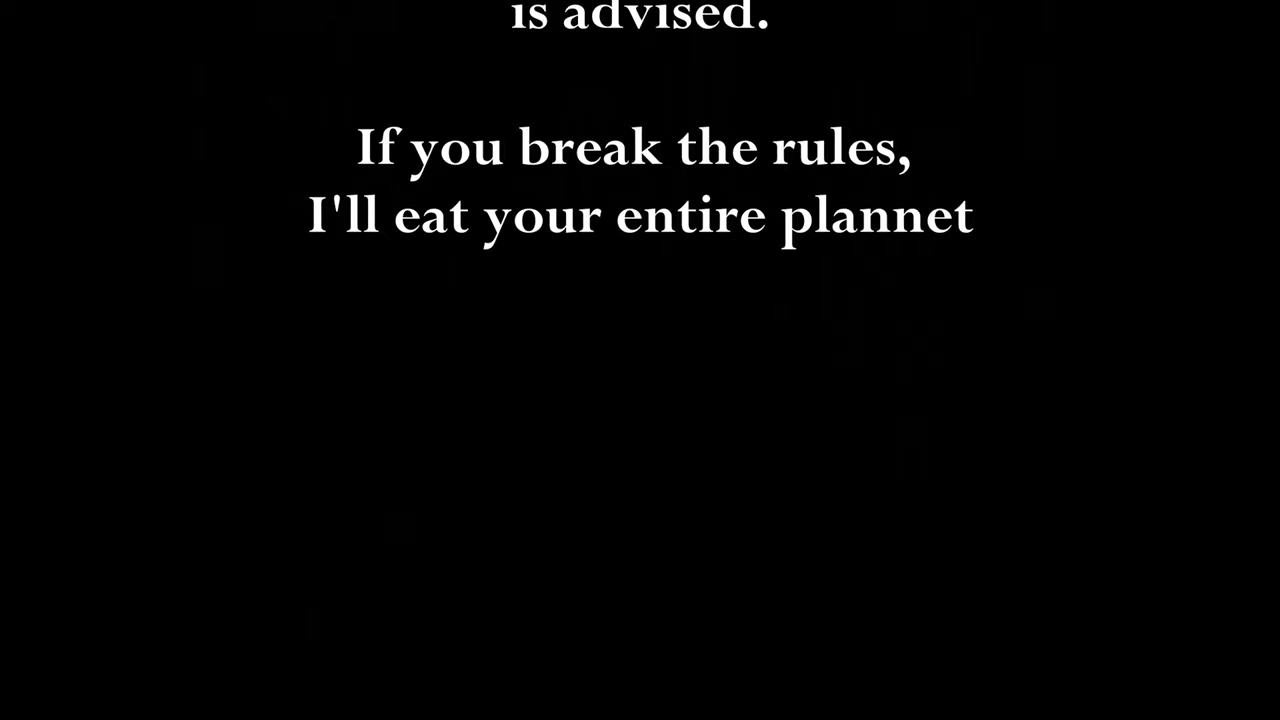 is advised.
If you break the rules,
I'll eat your entire plannet